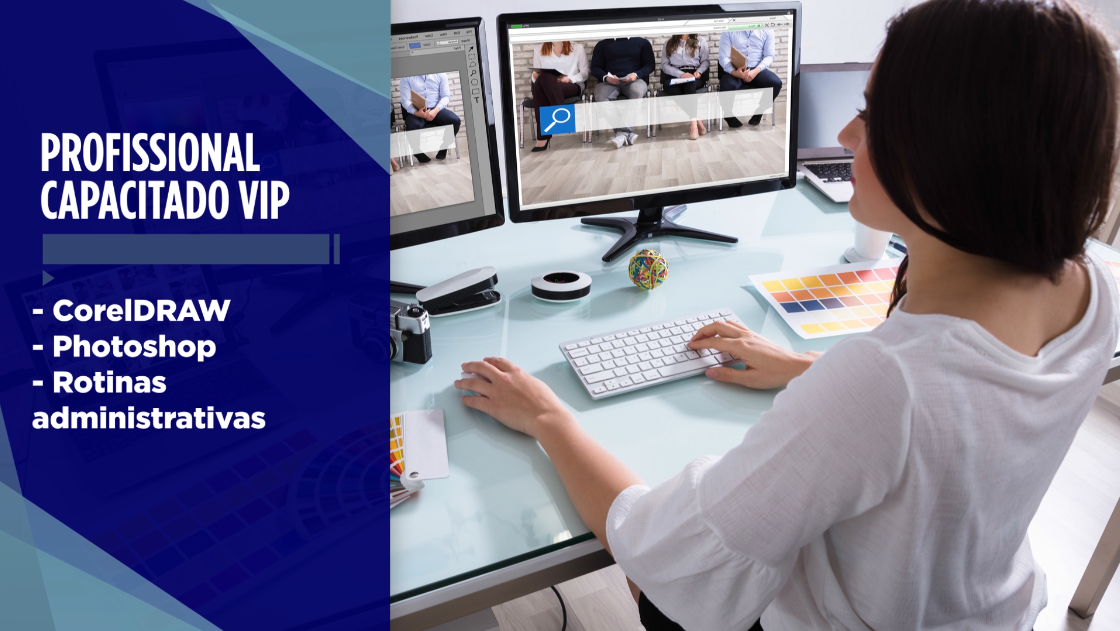 PROFISSIONAL
CAPACITADO VIP
- CorelDRAW
- Photoshop
- Rotinas
administrativas